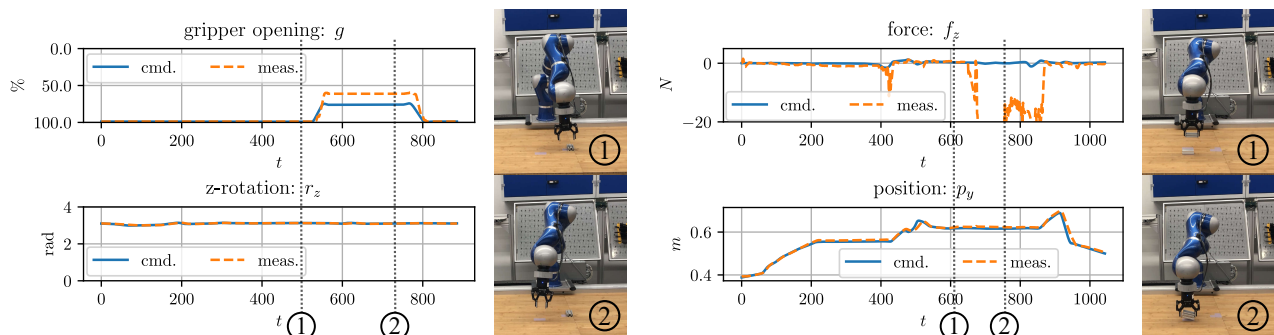 gripper opening: g
0.0
50.0
100.0
%
cmd.
meas.
0 200 400 600 800
t
z-rotation: r_z
4
2
0
rad
cmd.
meas.
0 200 400 600 800
t
① ②
①
②
force: f_z
0
−20
N
cmd.
meas.
0 200 400 600 800 1000
t
position: p_y
0.6
0.4
m
cmd.
meas.
0 200 400 600 800 1000
t
① ②
①
②